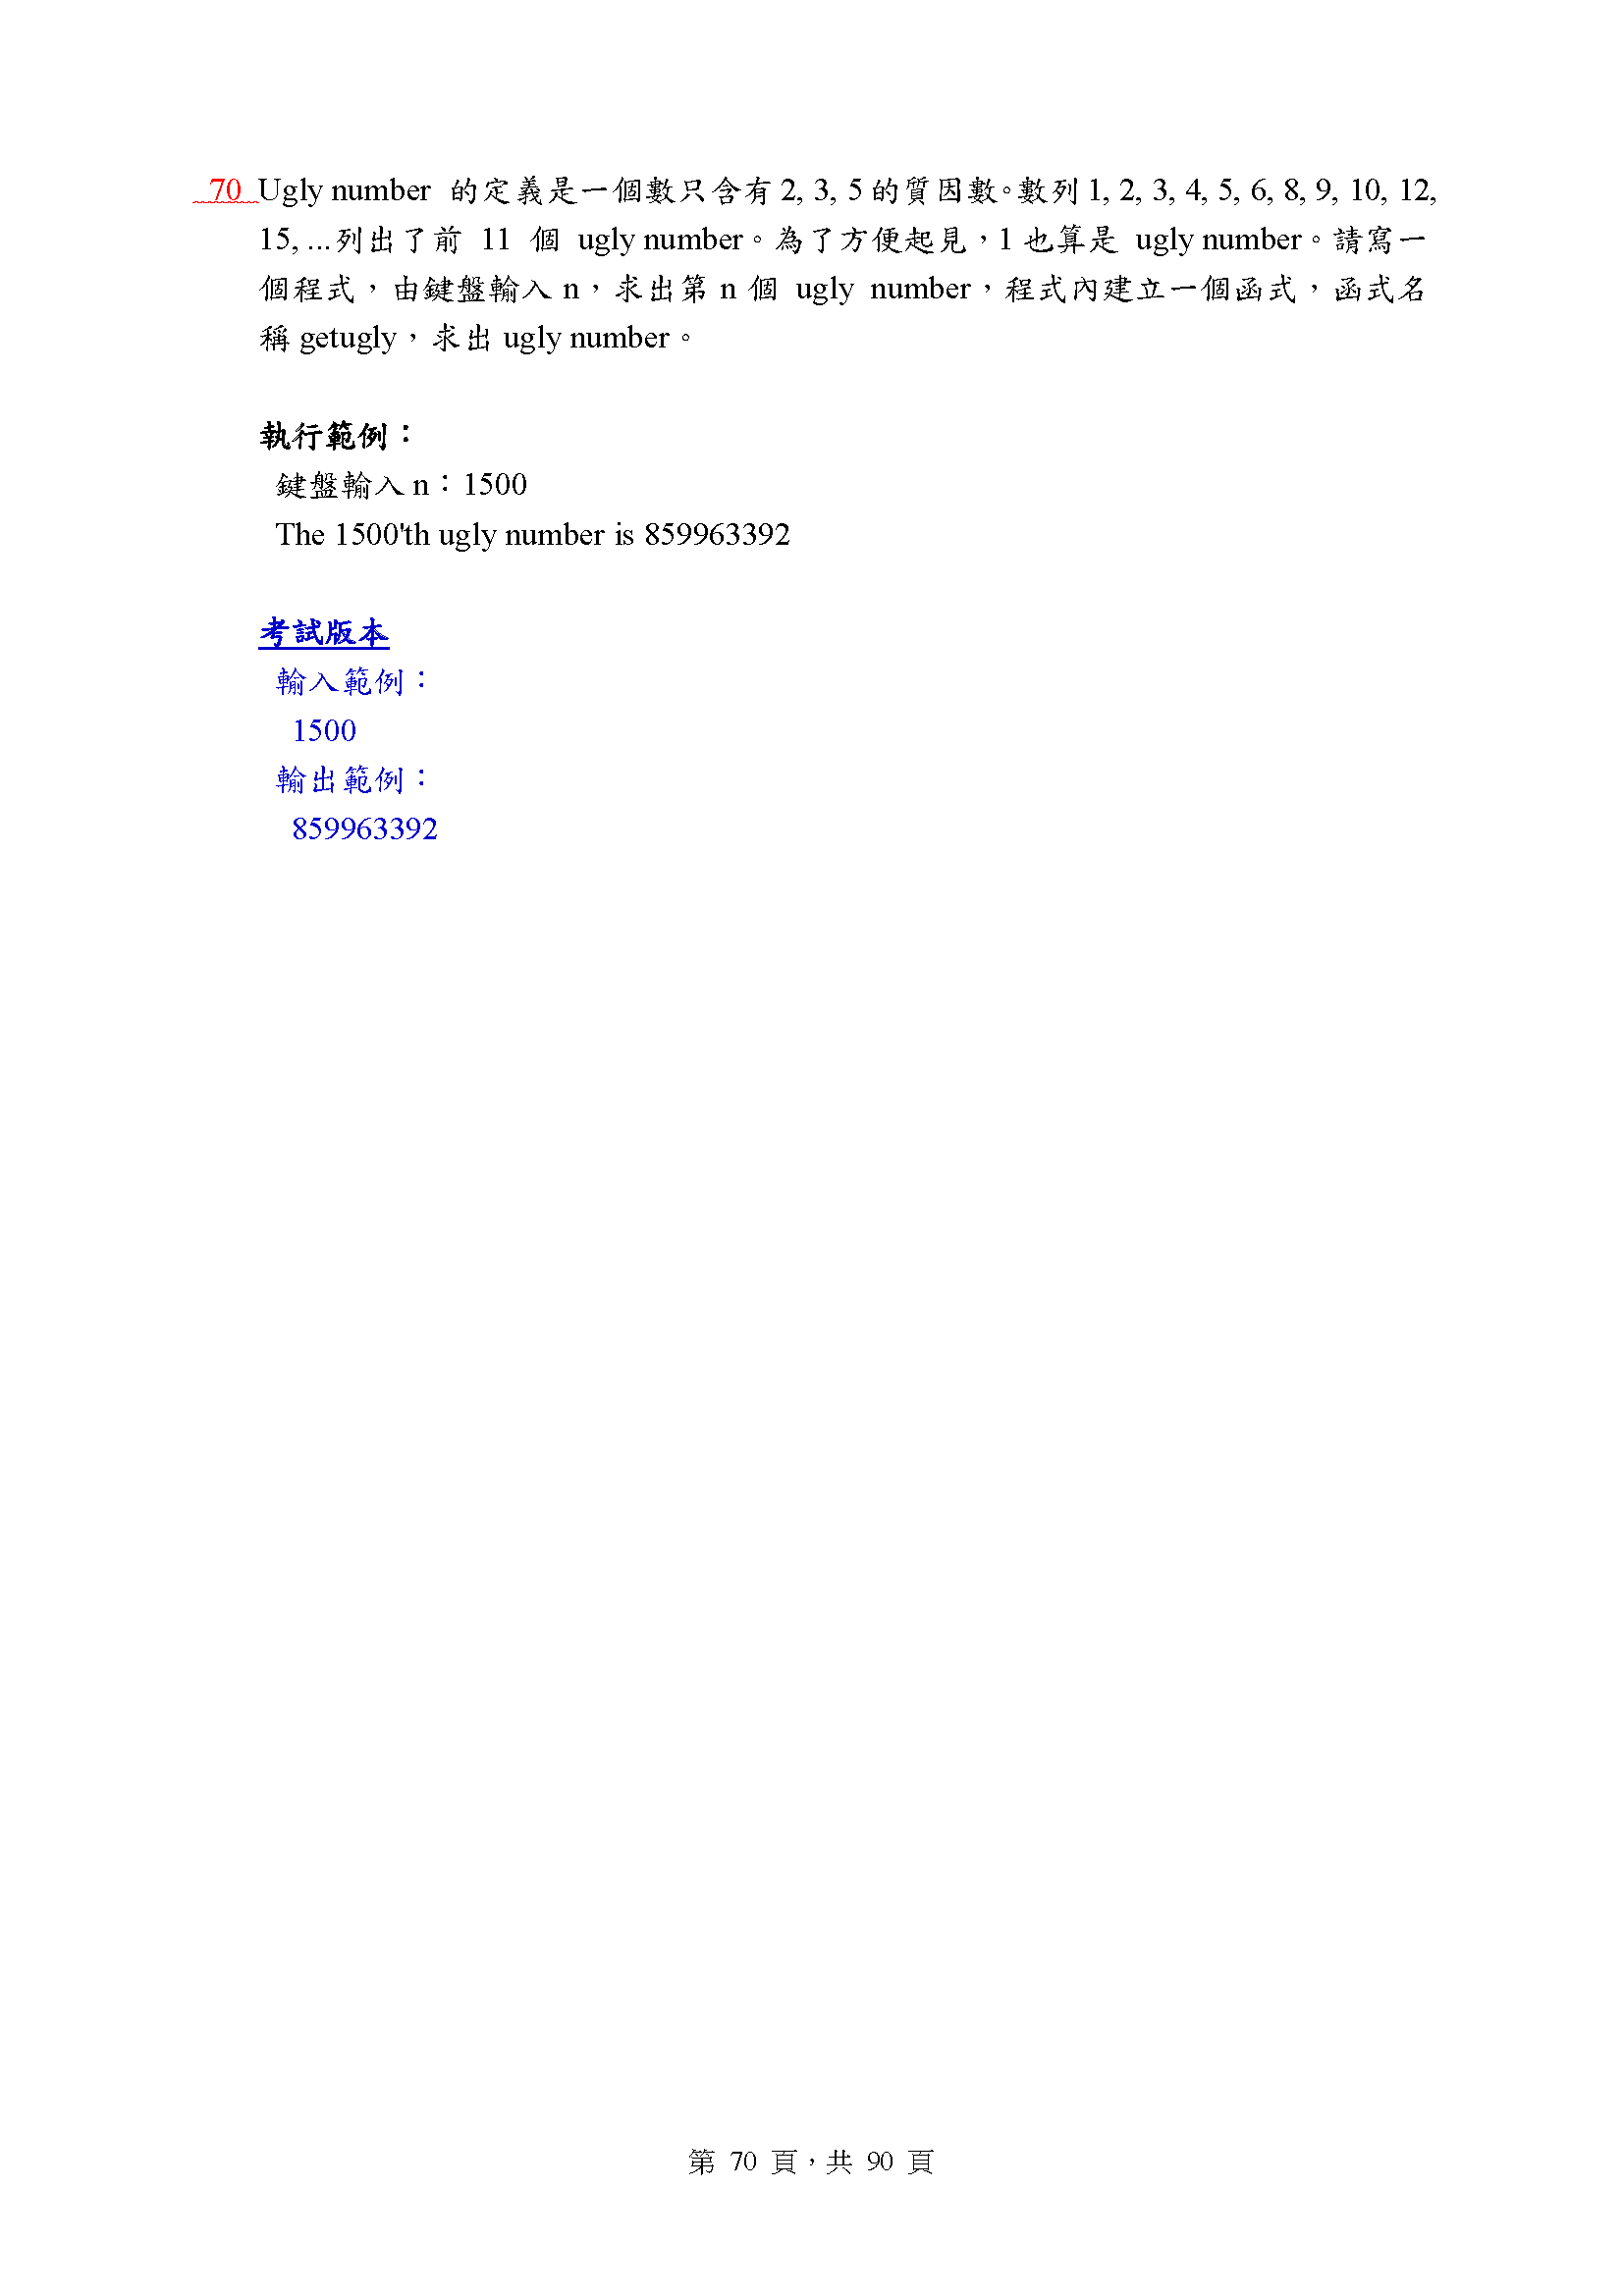 70 Ugly number 的定義是一個數只含有 2, 3, 5 的質因數。數列 1, 2, 3, 4, 5, 6, 8, 9, 10, 12,
15, ...列出了前 11 個 ugly number。為了方便起見，1 也算是 ugly number。請寫一
個程式，由鍵盤輸入 n，求出第 n 個 ugly number，程式內建立一個函式，函式名
稱 getugly，求出 ugly number。
執行範例：
鍵盤輸入 n：1500
The 1500'th ugly number is 859963392
考試版本
輸入範例：
1500
輸出範例：
859963392
第 70 頁，共 90 頁